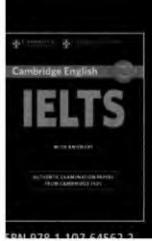 Cambridge English
IELTS
WITH ANSWERS
AUTHENTIC EXAMINATION PAPERS
FROM CAMBRIDGE ESOL
ISBN 978-1-107-64562-2